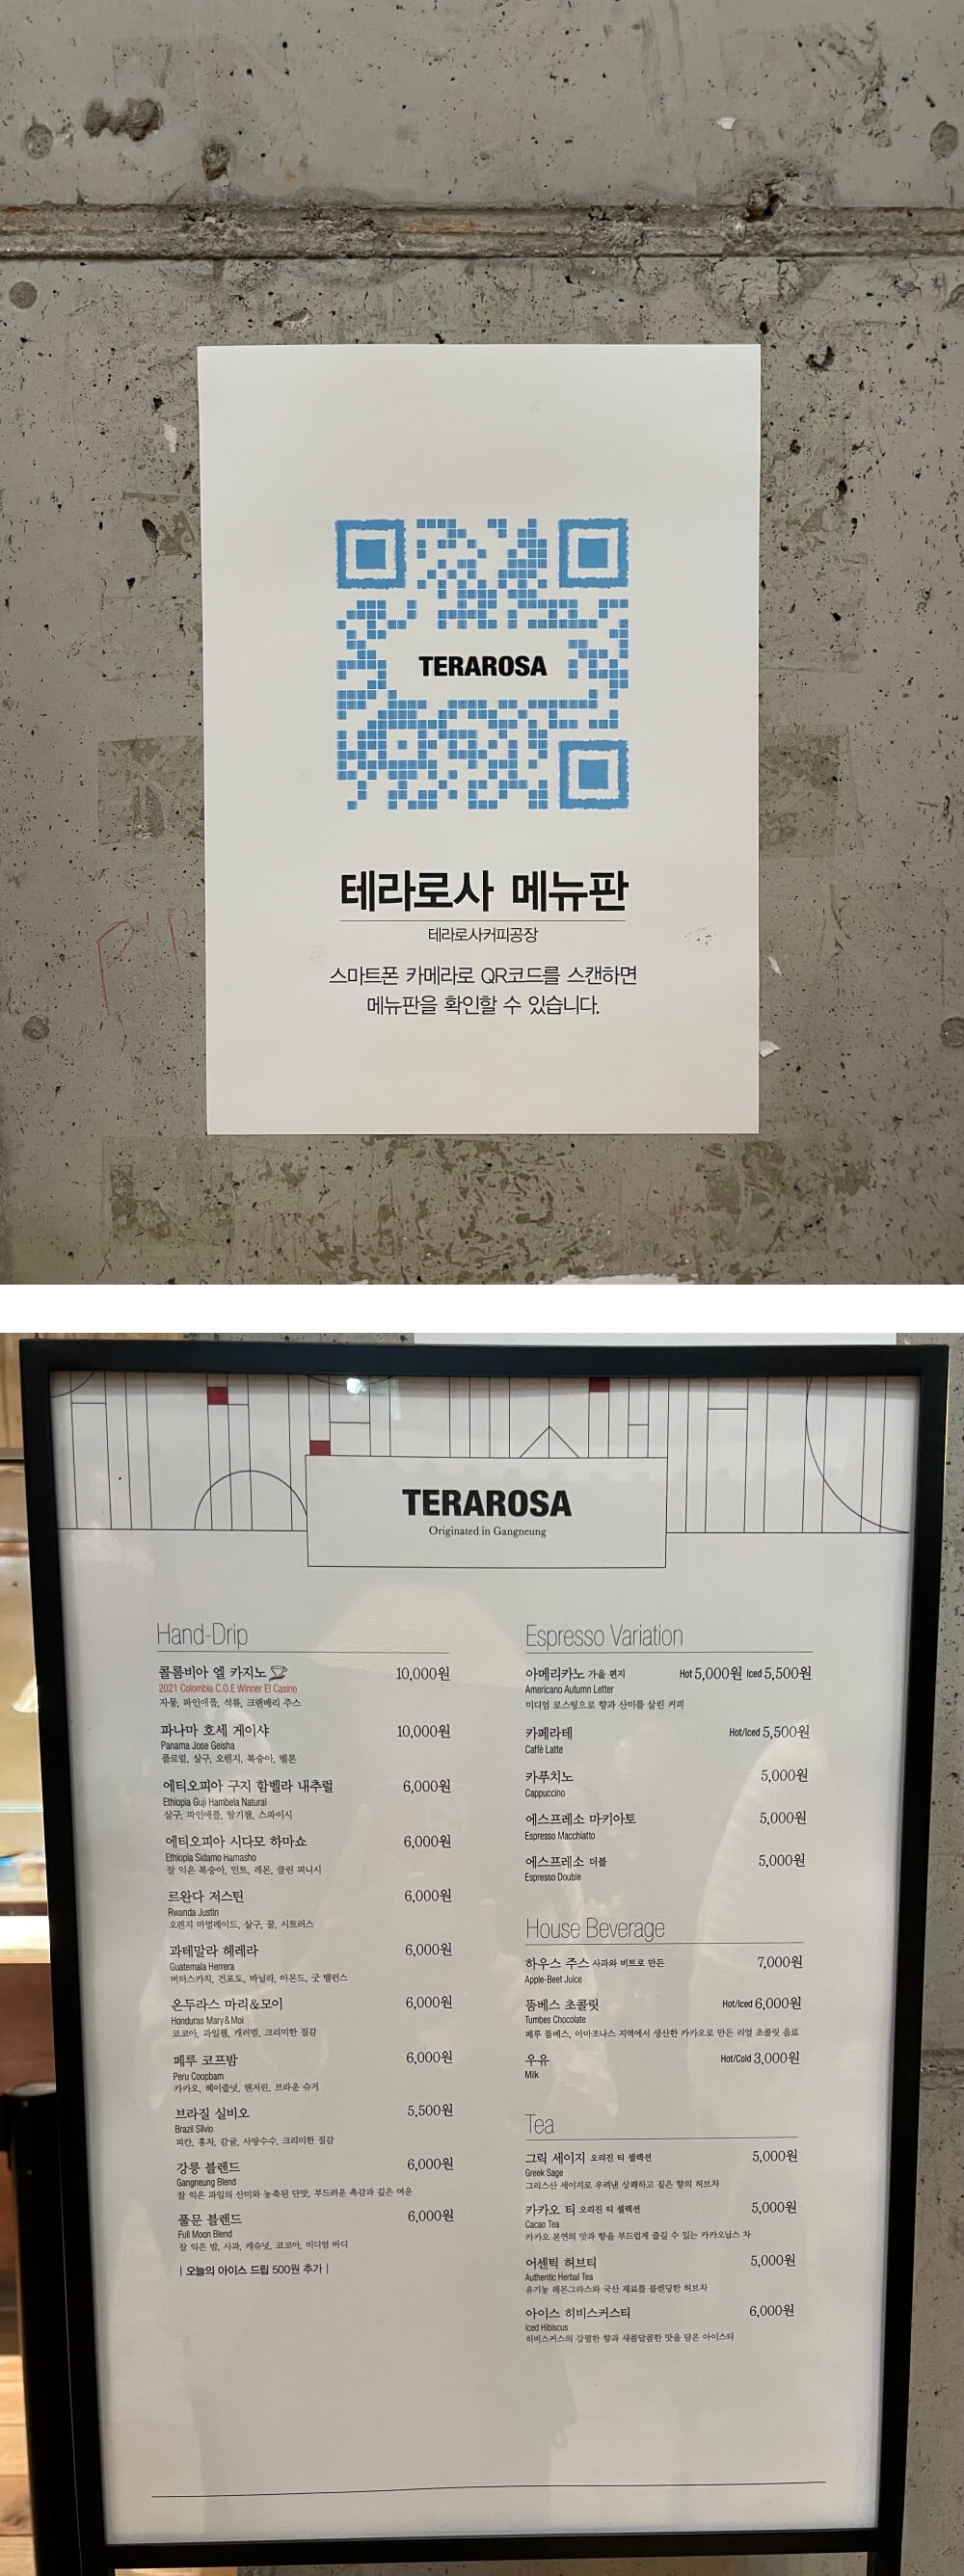 TERAROSA
테라로사 메뉴판
테라로사커피공장
스마트폰 카메라로 QR코드를 스캔하면
메뉴판을 확인할 수 있습니다.
TERAROSA
Originated in Gangneung
Hand-Drip
콜롬비아 엘 카지노 10,000원
2021 Colombia C.O.E Winner El Casino
자몽, 파인애플, 석류, 크랜베리 주스
파나마 호세 게이샤 10,000원
Panama Jose Geisha
플로럴, 살구, 오렌지, 복숭아, 멜론
에티오피아 구지 함벨라 내추럴 6,000원
Ethiopia Guji Hambela Natural
살구, 파인애플, 딸기잼, 스파이시
에티오피아 시다모 하마쇼 6,000원
Ethiopia Sidamo Hamasho
잘 익은 복숭아, 민트, 레몬, 클린 피니시
르완다 저스틴 6,000원
Rwanda Justin
오렌지 마멀레이드, 살구, 꿀, 시트러스
과테말라 헤레라 6,000원
Guatemala Herrera
버터스카치, 건포도, 바닐라, 아몬드, 굿 밸런스
온두라스 마리&모이 6,000원
Honduras Mary & Moi
코코아, 과일잼, 캐러멜, 크리미한 질감
페루 코프밤 6,000원
Peru Coopbam
카카오, 헤이즐넛, 탠저린, 브라운 슈거
브라질 실비오 5,500원
Brazil Silvio
피칸, 홍차, 감귤, 사탕수수, 크리미한 질감
강릉 블렌드 6,000원
Gangneung Blend
잘 익은 과일의 산미와 농축된 단맛, 부드러운 촉감과 깊은 여운
풀문 블렌드 6,000원
Full Moon Blend
잘 익은 밤, 사과, 캐슈넛, 코코아, 미디엄 바디
| 오늘의 아이스 드립 500원 추가 |
Espresso Variation
아메리카노 가을 편지 Hot 5,000원 Iced 5,500원
Americano Autumn Letter
미디엄 로스팅으로 향과 산미를 살린 커피
카페라테 Hot/Iced 5,500원
Caffè Latte
카푸치노 5,000원
Cappuccino
에스프레소 마키아토 5,000원
Espresso Macchiatto
에스프레소 더블 5,000원
Espresso Double
House Beverage
하우스 주스 사과와 비트로 만든 7,000원
Apple-Beet Juice
뚬베스 초콜릿 Hot/Iced 6,000원
Tumbes Chocolate
페루 뚬베스, 아마조나스 지역에서 생산한 카카오로 만든 리얼 초콜릿 음료
우유 Hot/Cold 3,000원
Milk
Tea
그릭 세이지 오리진 티 셀렉션 5,000원
Greek Sage
그리스산 세이지로 우려낸 상쾌하고 짙은 향의 허브차
카카오 티 오리진 티 셀렉션 5,000원
Cacao Tea
카카오 본연의 맛과 향을 부드럽게 즐길 수 있는 카카오닙스 차
어센틱 허브티 5,000원
Authentic Herbal Tea
유기농 레몬그라스와 국산 재료를 블렌딩한 허브차
아이스 히비스커스티 6,000원
Iced Hibiscus
히비스커스의 강렬한 향과 새콤달콤한 맛을 담은 아이스티